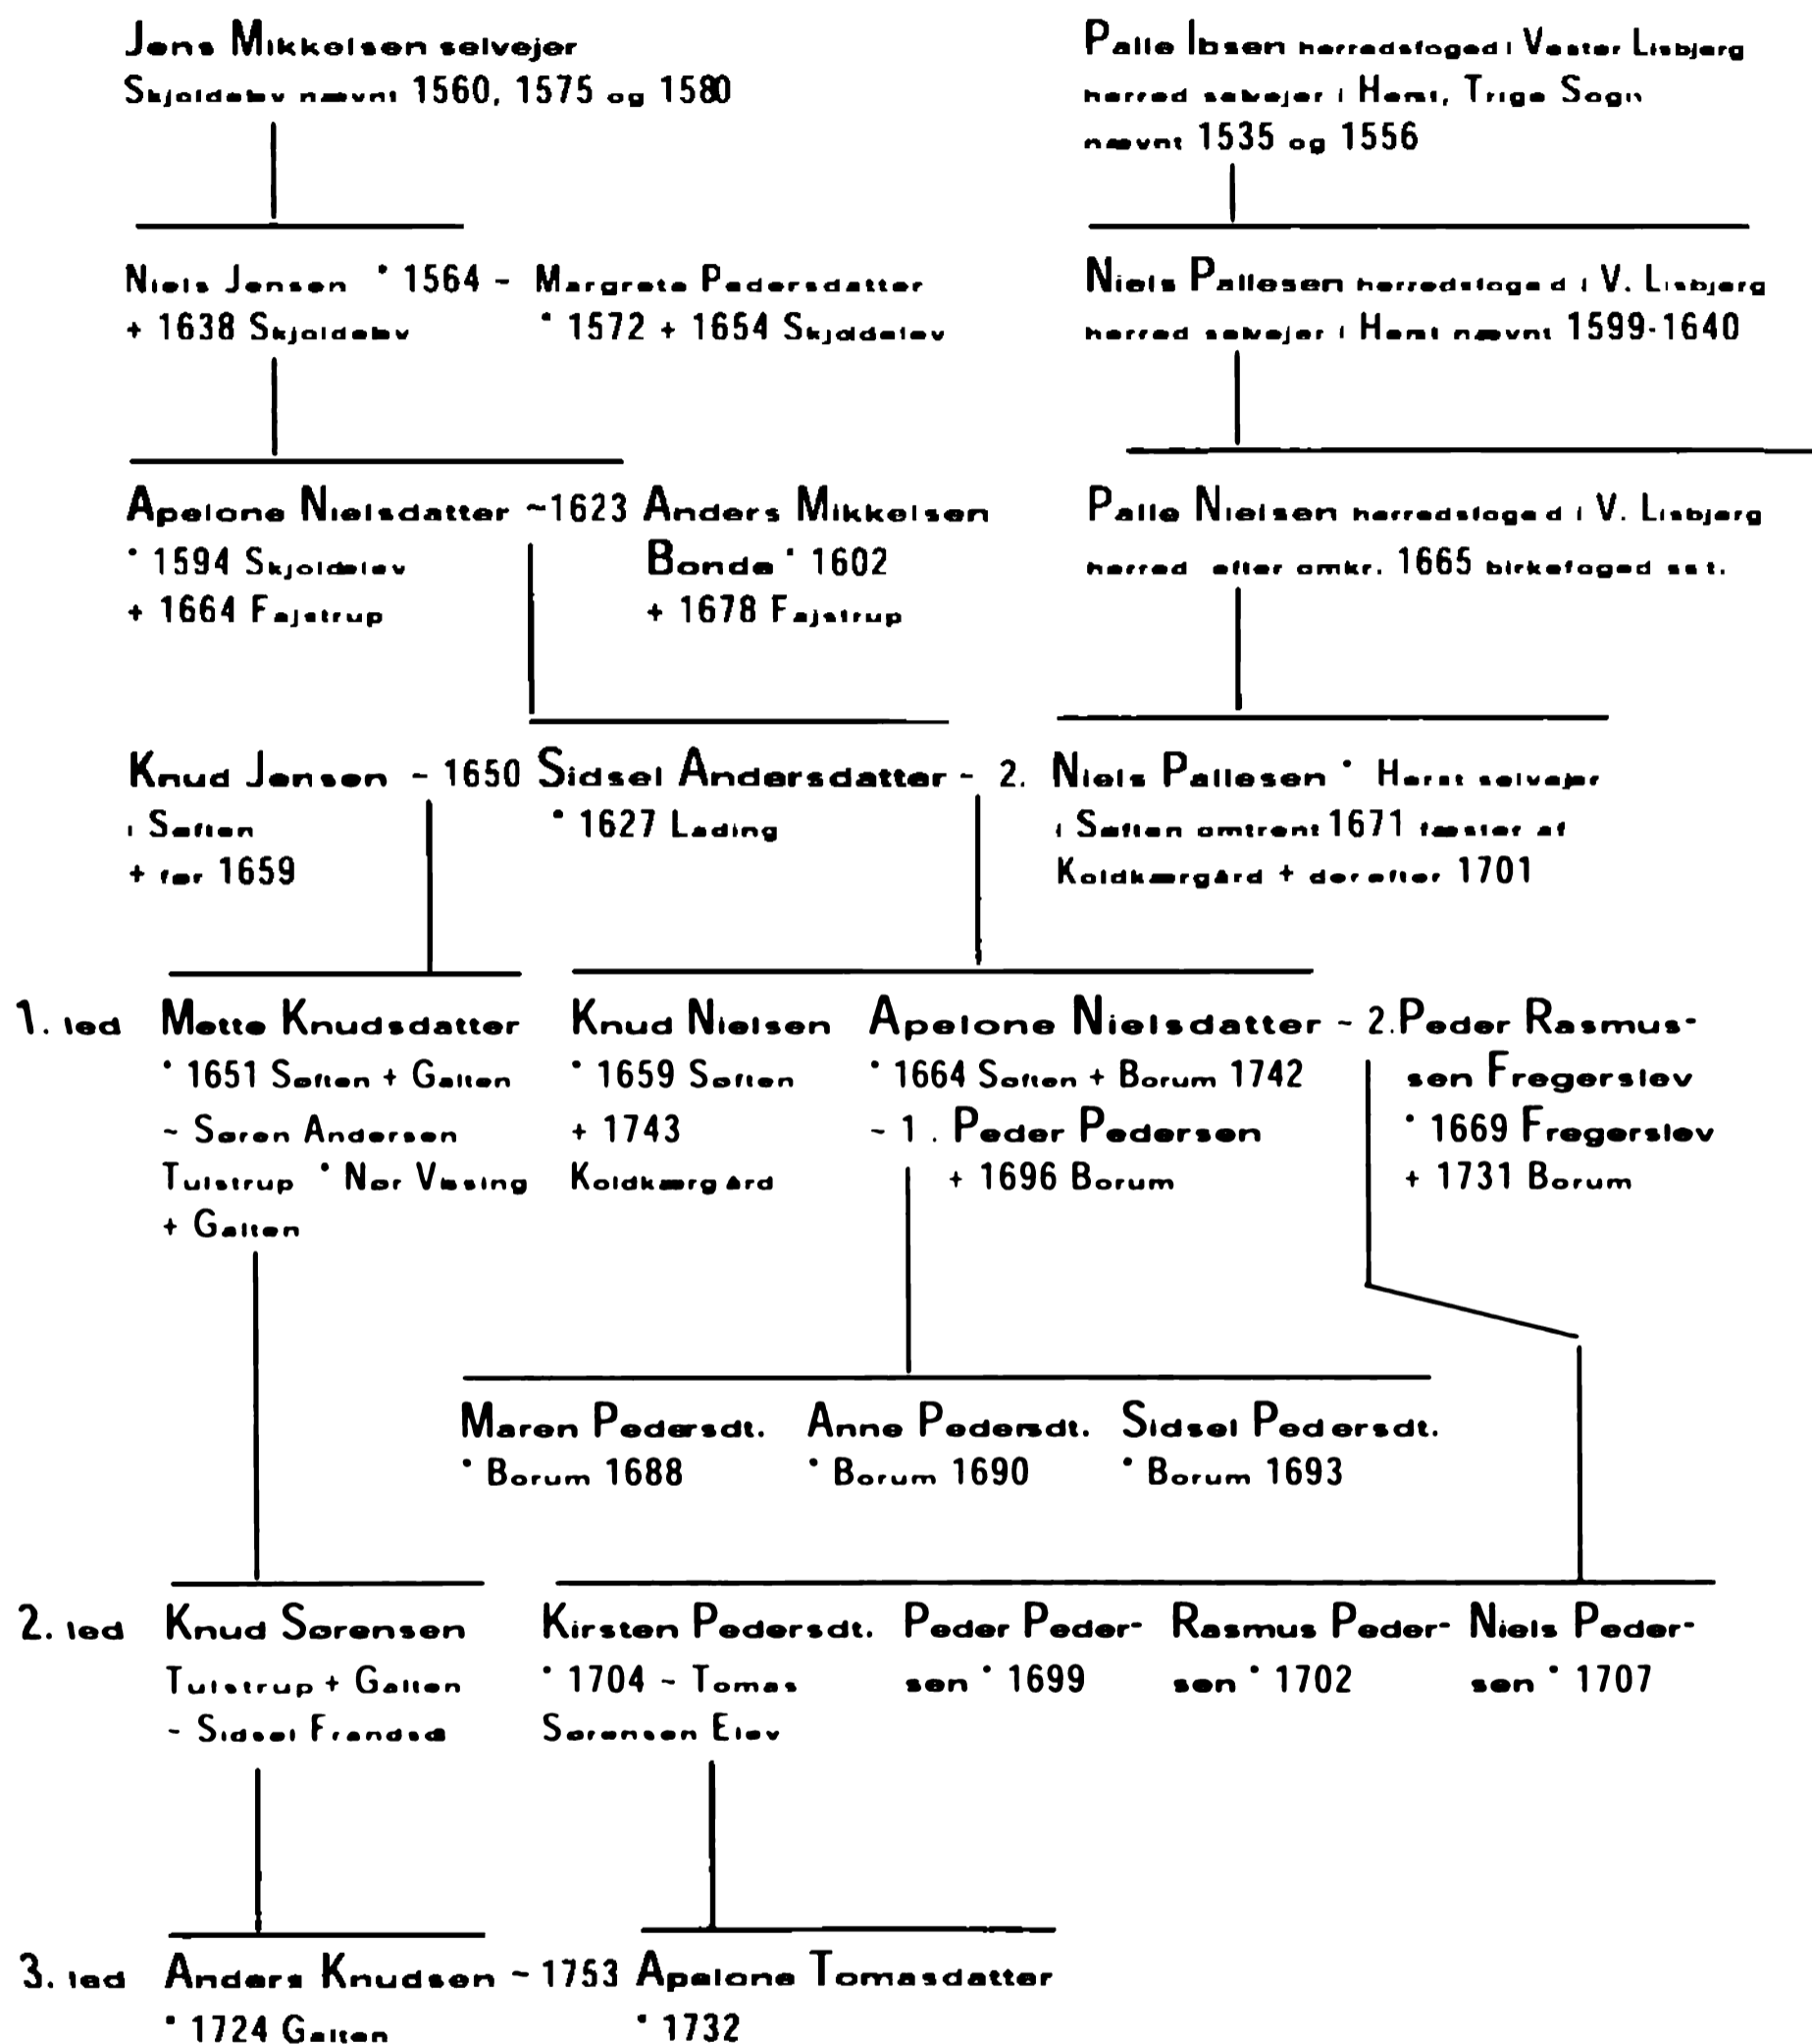 Jens Mikkelsen selvejer
Skjoldelev nævnt 1560, 1575 og 1580
Palle Ibsen herredsfoged i Vester Lisbjerg
herred selvejer i Herst, Trige Sogn
nævnt 1535 og 1556
Niels Jensen * 1564 ~ Margrete Pedersdatter
+ 1638 Skjoldelev * 1572 + 1654 Skjoldelev
Niels Pallesen herredsfoged i V. Lisbjerg
herred selvejer i Herst nævnt 1599-1640
Apelone Nielsdatter ~1623 Anders Mikkelsen
* 1594 Skjoldelev Bonde * 1602
+ 1664 Fajstrup + 1678 Fajstrup
Palle Nielsen herredsfoged i V. Lisbjerg
herred efter omkr. 1665 birkefoged sst.
Knud Jensen ~ 1650 Sidsel Andersdatter ~ 2. Niels Pallesen * Herst selvejer
i Søften * 1627 Lading i Søften omtrent 1671 fæster af
+ før 1659 Koldkærgård + derefter 1701
1. led Mette Knudsdatter Knud Nielsen Apelone Nielsdatter ~ 2. Peder Rasmus-
* 1651 Søften + Galten * 1659 Søften * 1664 Søften + Borum 1742 sen Fregerslev
~ Søren Andersen + 1743 ~ 1. Peder Pedersen * 1669 Fregerslev
Tulstrup * Nør Vissing Koldkærgård + 1696 Borum + 1731 Borum
+ Galten
Maren Pedersdt. Anne Pedersdt. Sidsel Pedersdt.
* Borum 1688 * Borum 1690 * Borum 1693
2. led Knud Sørensen Kirsten Pedersdt. Peder Peder- Rasmus Peder- Niels Peder-
Tulstrup + Galten * 1704 ~ Tomas sen * 1699 sen * 1702 sen * 1707
~ Sidsel Frandsd Sørensen Elev
3. led Anders Knudsen ~ 1753 Apelone Tomasdatter
* 1724 Galten * 1732